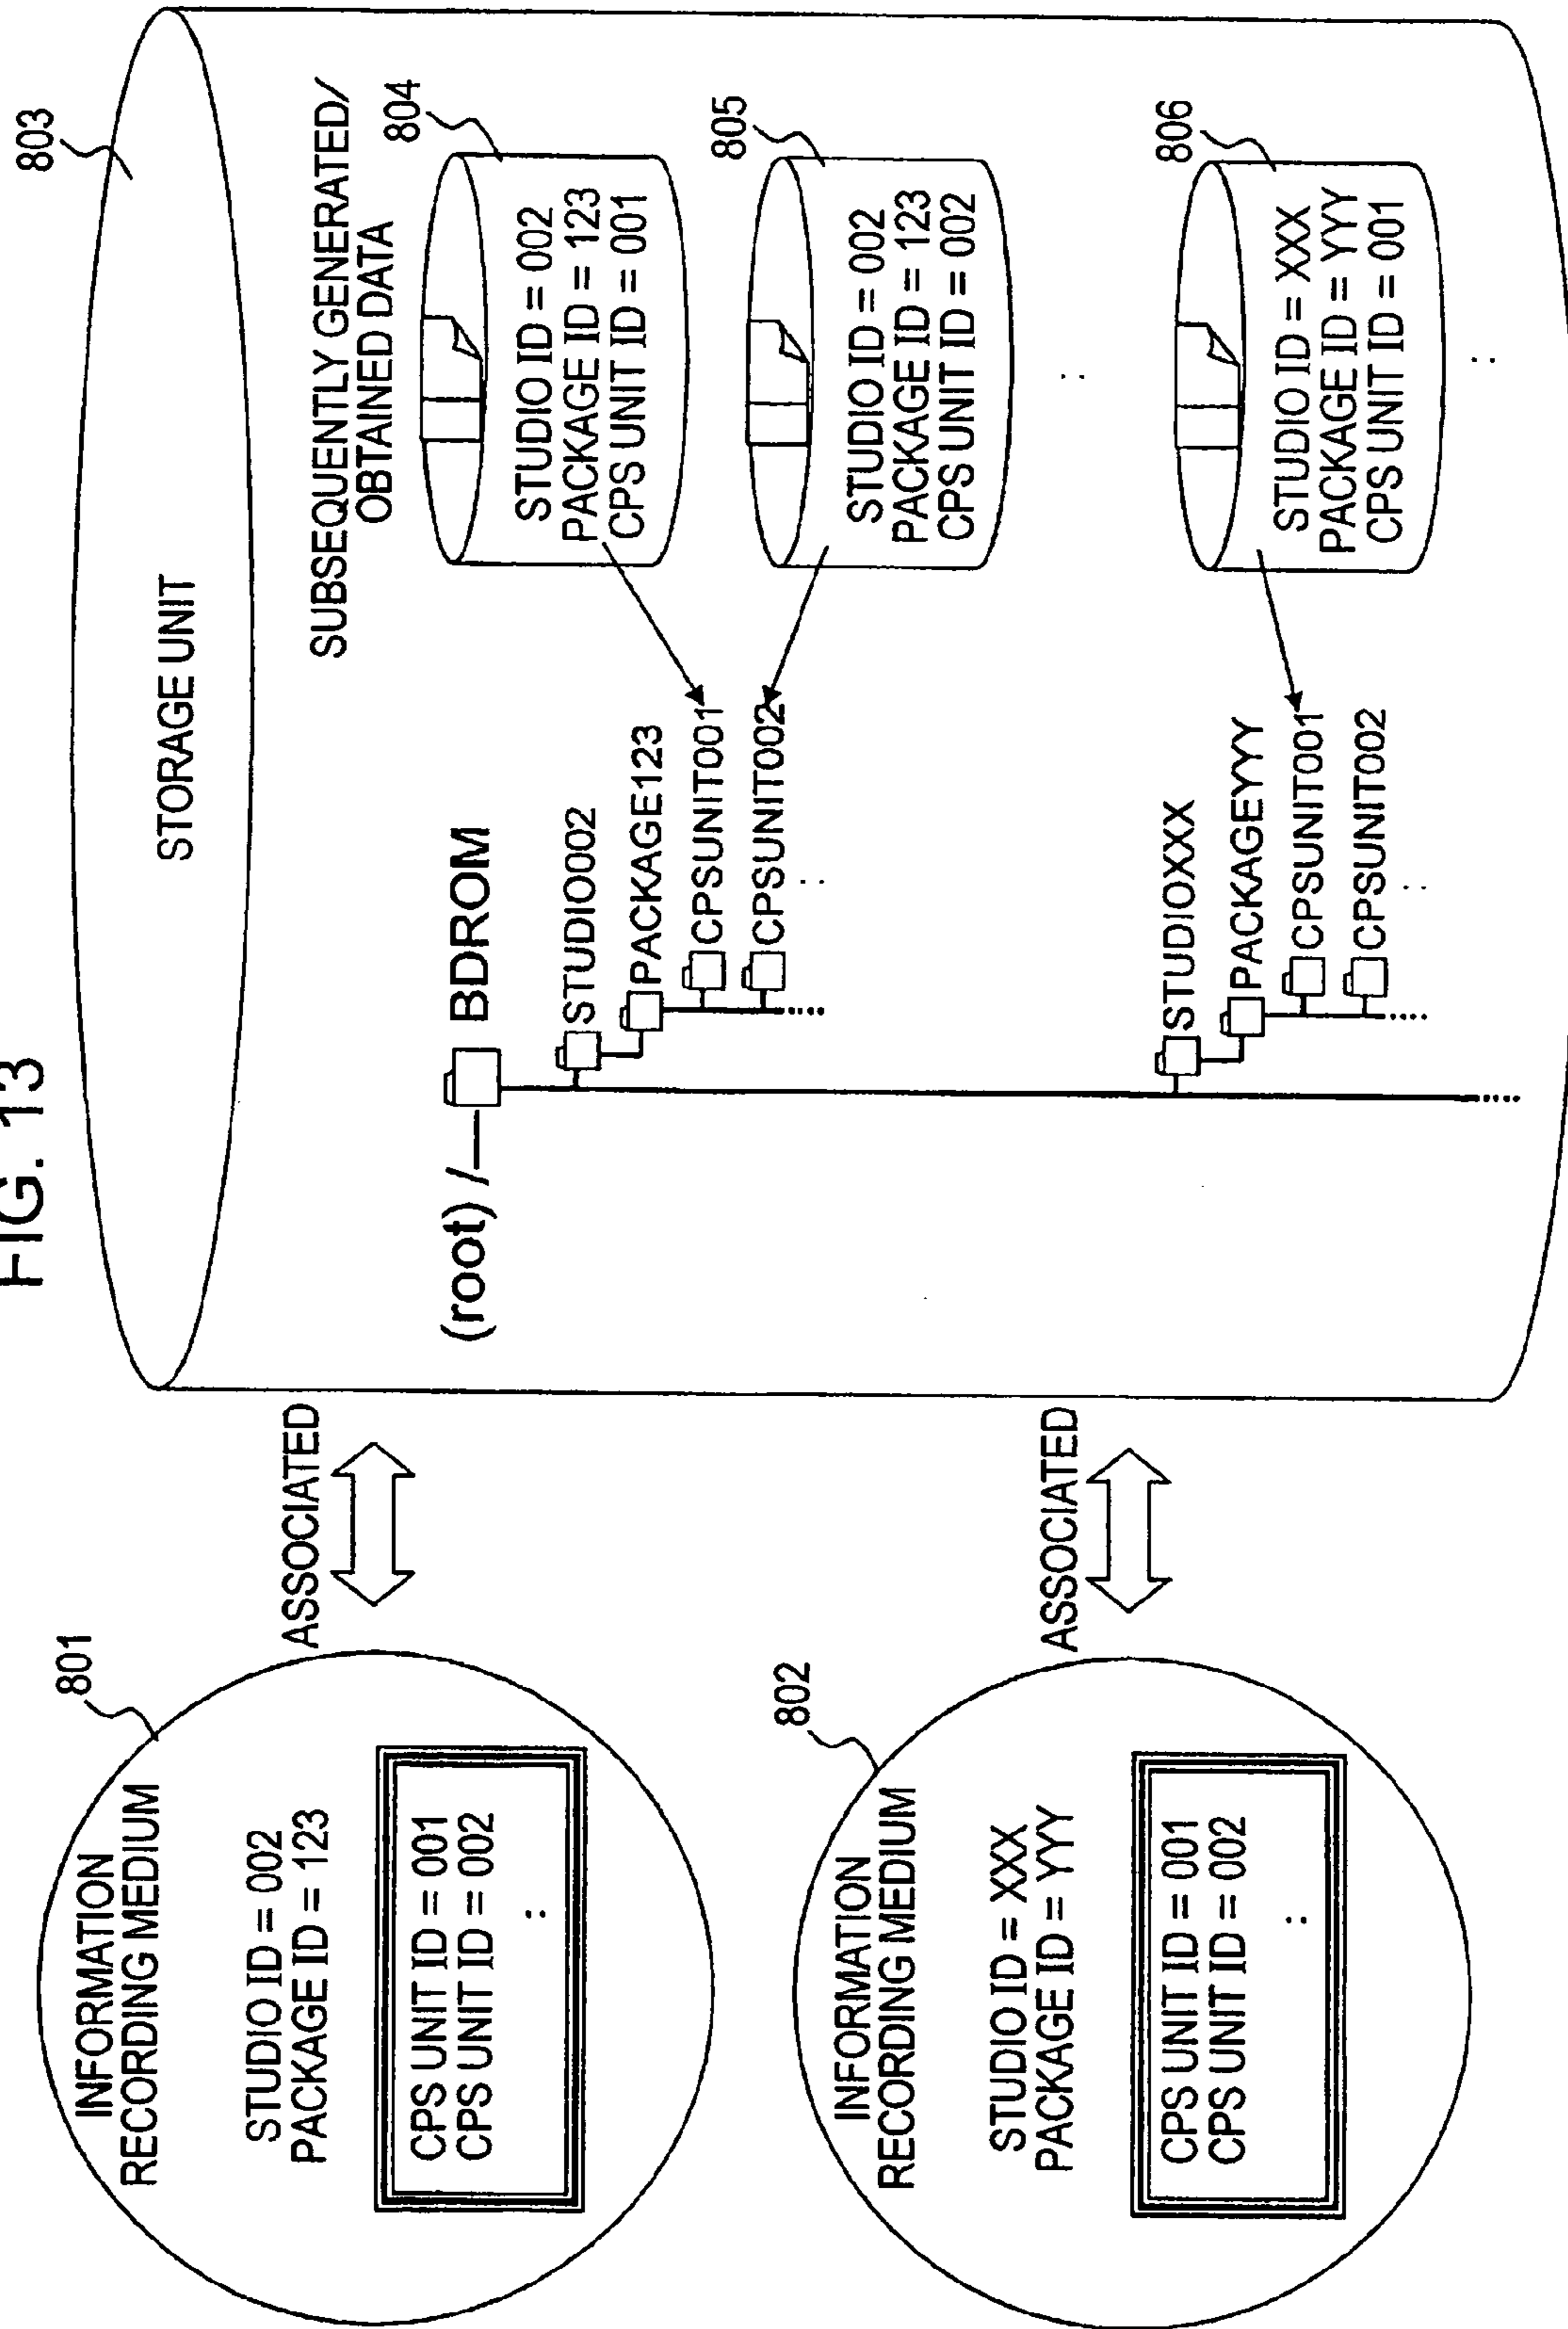 FIG. 13
801
INFORMATION
RECORDING MEDIUM
STUDIO ID = 002
PACKAGE ID = 123
CPS UNIT ID = 001
CPS UNIT ID = 002
:
ASSOCIATED
802
INFORMATION
RECORDING MEDIUM
STUDIO ID = XXX
PACKAGE ID = YYY
CPS UNIT ID = 001
CPS UNIT ID = 002
:
ASSOCIATED
803
STORAGE UNIT
(root) /
BDROM
STUDIO002
PACKAGE123
CPSUNIT001
CPSUNIT002
:
STUDIOXXX
PACKAGEYYY
CPSUNIT001
CPSUNIT002
:
SUBSEQUENTLY GENERATED/
OBTAINED DATA
804
STUDIO ID = 002
PACKAGE ID = 123
CPS UNIT ID = 001
805
STUDIO ID = 002
PACKAGE ID = 123
CPS UNIT ID = 002
:
806
STUDIO ID = XXX
PACKAGE ID = YYY
CPS UNIT ID = 001
: